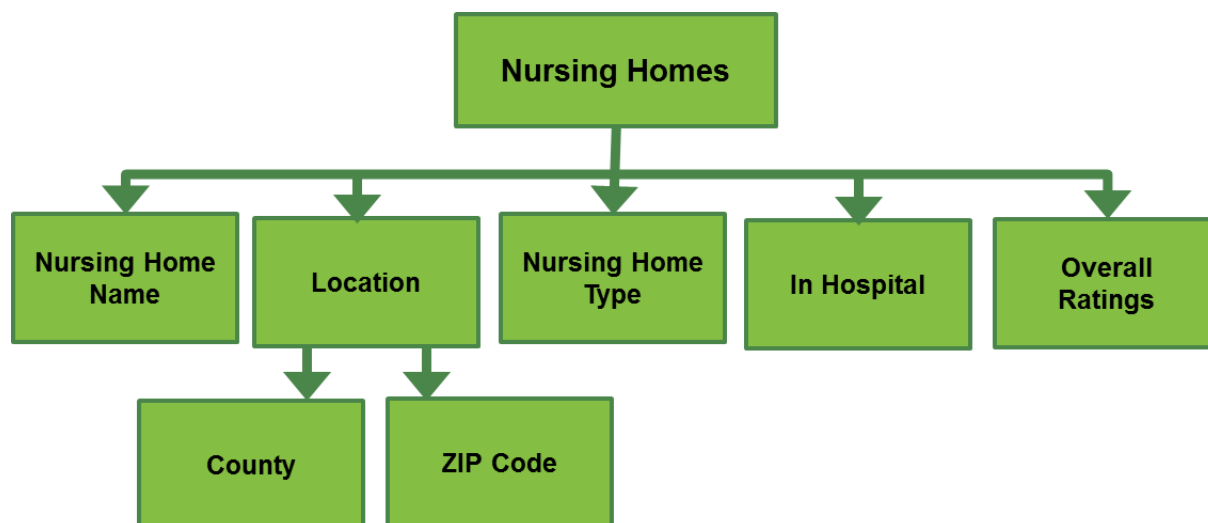 Nursing Homes
Nursing Home
Name
Location
Nursing Home
Type
In Hospital
Overall
Ratings
County
ZIP Code